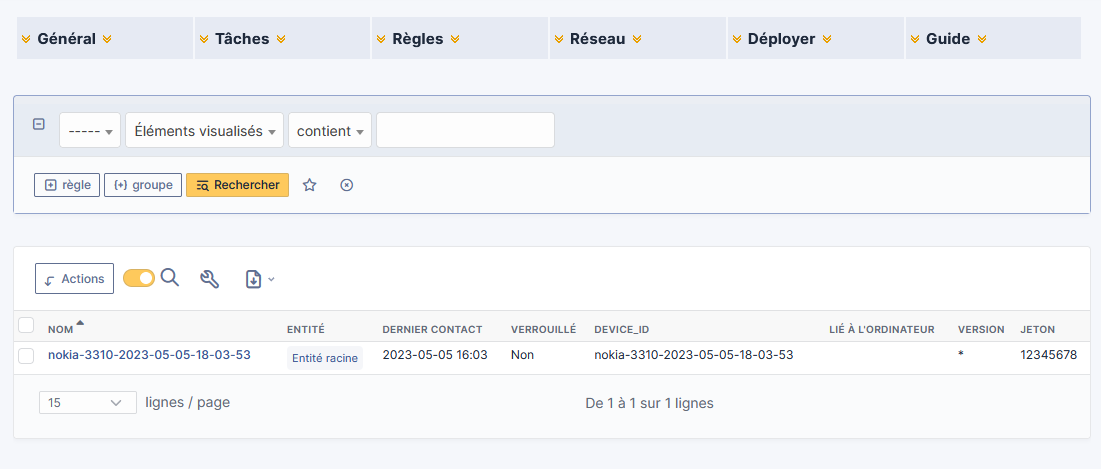 Général Tâches Règles Réseau Déployer Guide
----- Éléments visualisés contient
règle groupe Rechercher
Actions
NOM ENTITÉ DERNIER CONTACT VERROUILLÉ DEVICE_ID LIÉ À L'ORDINATEUR VERSION JETON
nokia-3310-2023-05-05-18-03-53 Entité racine 2023-05-05 16:03 Non nokia-3310-2023-05-05-18-03-53 * 12345678
15 lignes / page De 1 à 1 sur 1 lignes